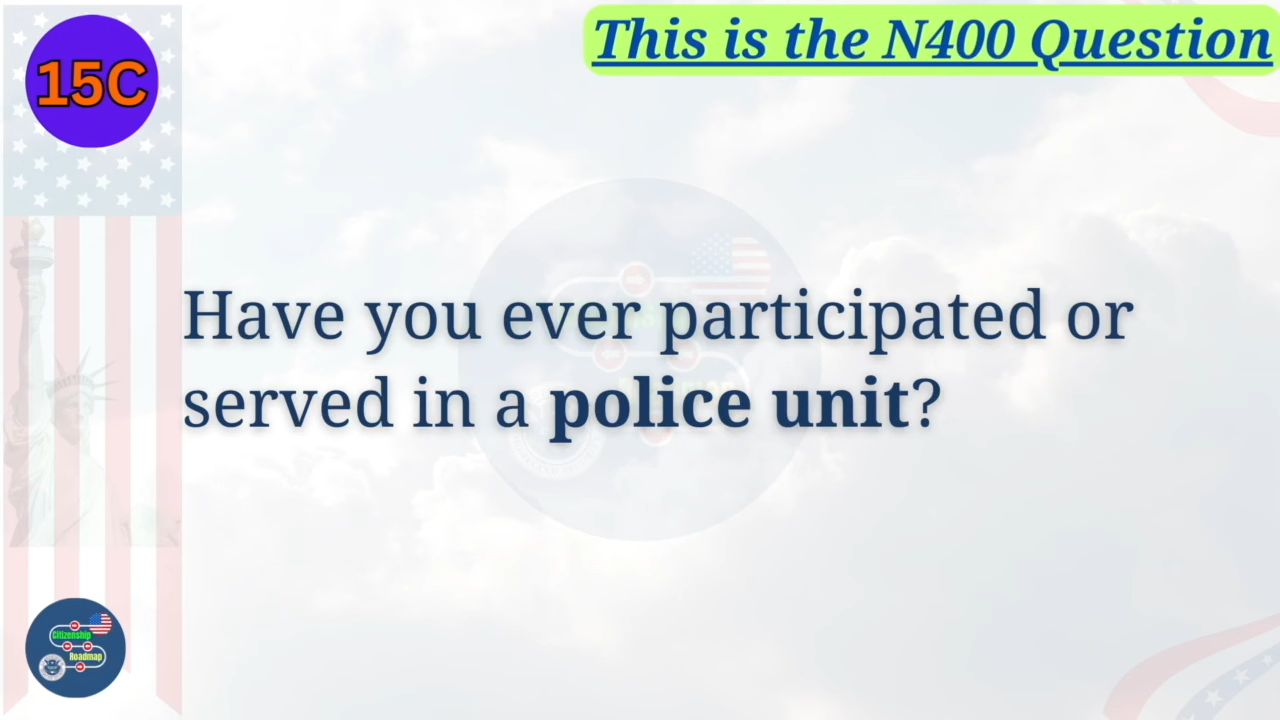 15C
This is the N400 Question
Have you ever participated or
served in a police unit?
Citizenship
Roadmap